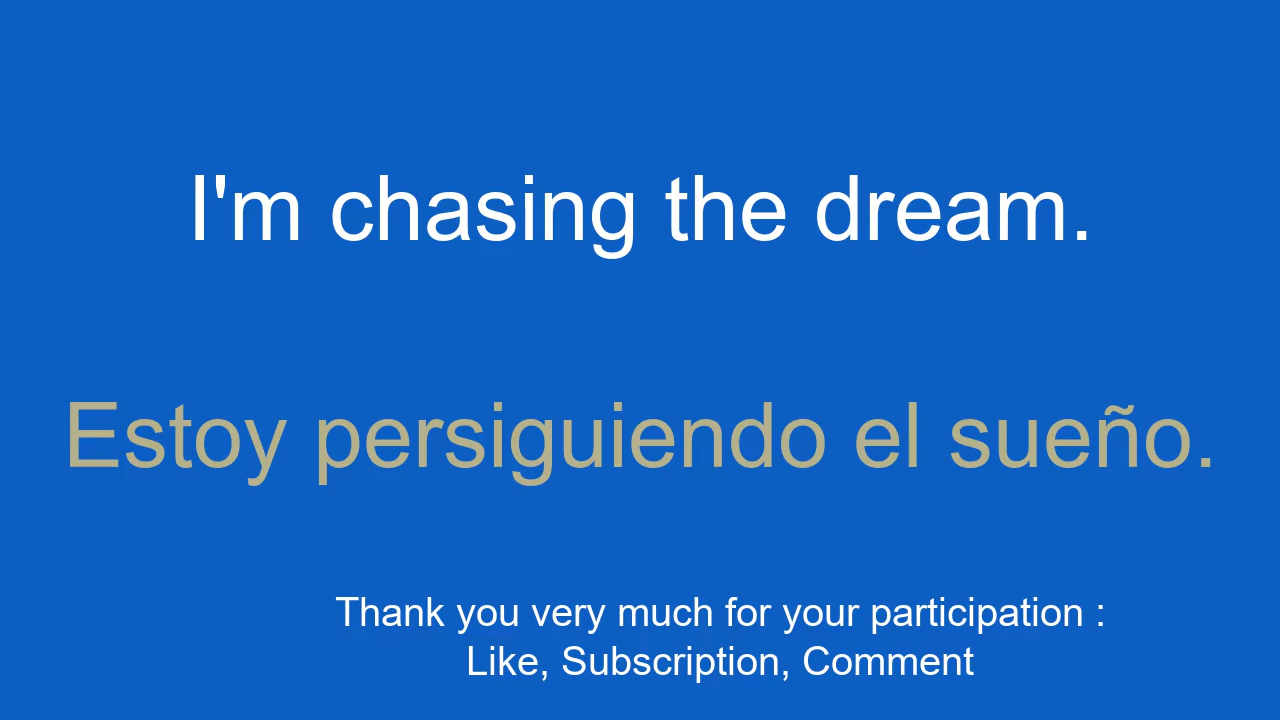 I'm chasing the dream.
Estoy persiguiendo el sueño.
Thank you very much for your participation :
Like, Subscription, Comment